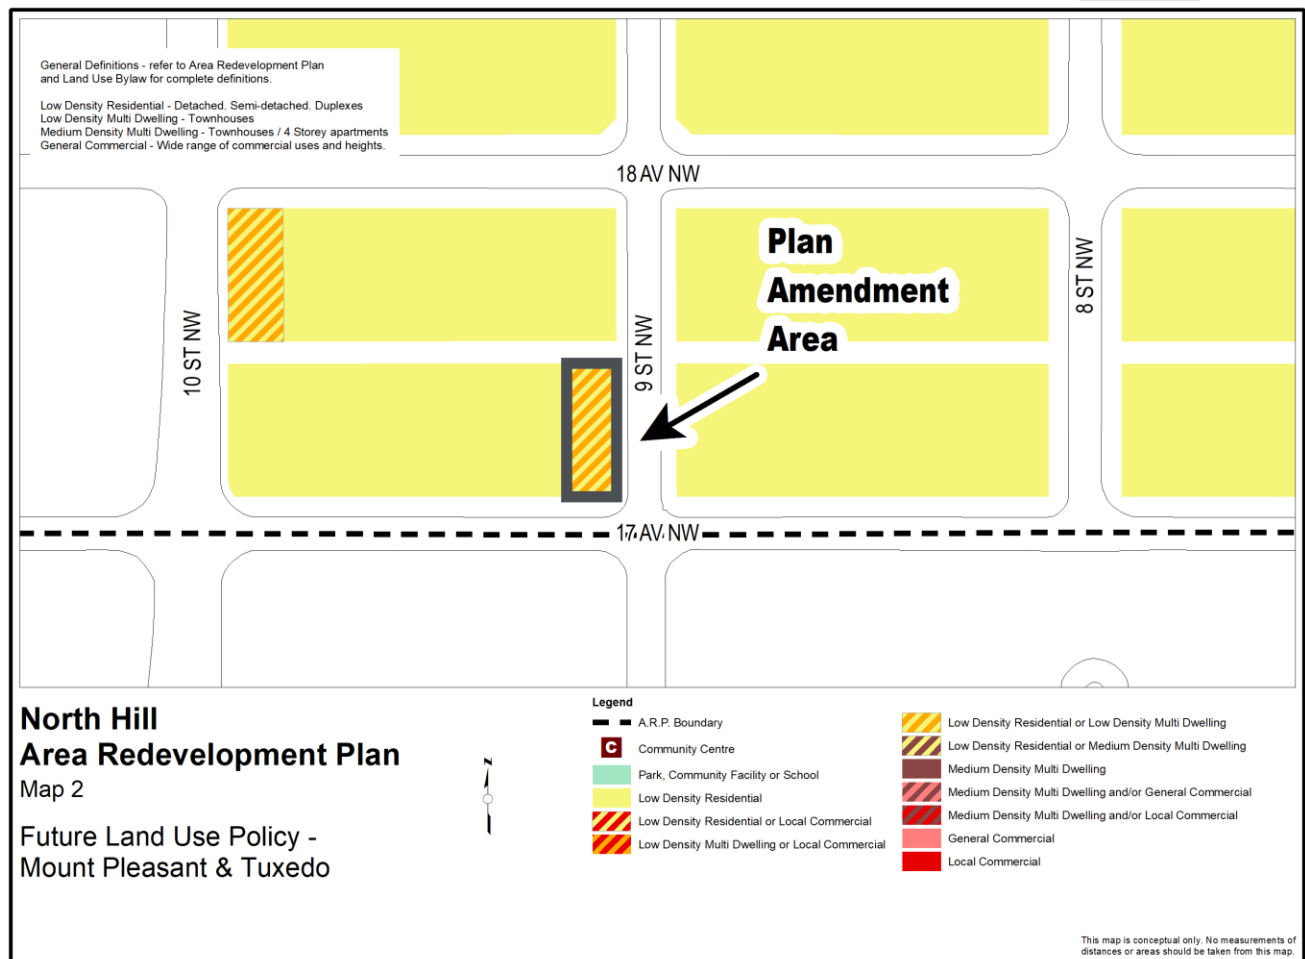 General Definitions - refer to Area Redevelopment Plan
and Land Use Bylaw for complete definitions.
Low Density Residential - Detached. Semi-detached. Duplexes
Low Density Multi Dwelling - Townhouses
Medium Density Multi Dwelling - Townhouses / 4 Storey apartments
General Commercial - Wide range of commercial uses and heights.
18 AV NW
Plan
Amendment
Area
10 ST NW
9 ST NW
8 ST NW
17 AV NW
North Hill
Area Redevelopment Plan
Map 2
Future Land Use Policy -
Mount Pleasant & Tuxedo
N
Legend
A.R.P. Boundary
C Community Centre
Park, Community Facility or School
Low Density Residential
Low Density Residential or Local Commercial
Low Density Multi Dwelling or Local Commercial
Low Density Residential or Low Density Multi Dwelling
Low Density Residential or Medium Density Multi Dwelling
Medium Density Multi Dwelling
Medium Density Multi Dwelling and/or General Commercial
Medium Density Multi Dwelling and/or Local Commercial
General Commercial
Local Commercial
This map is conceptual only. No measurements of
distances or areas should be taken from this map.